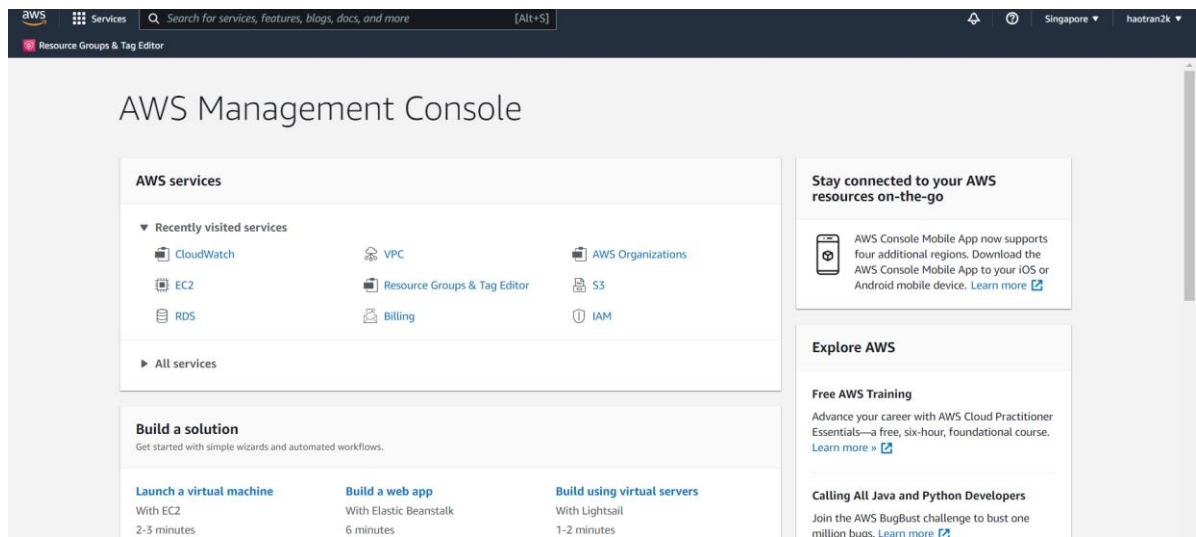 aws Services Search for services, features, blogs, docs, and more [Alt+S] Singapore ▼ haotran2k ▼
Resource Groups & Tag Editor
AWS Management Console
AWS services
▼ Recently visited services
CloudWatch VPC AWS Organizations
EC2 Resource Groups & Tag Editor S3
RDS Billing IAM
▶ All services
Build a solution
Get started with simple wizards and automated workflows.
Launch a virtual machine Build a web app Build using virtual servers
With EC2 With Elastic Beanstalk With Lightsail
2-3 minutes 6 minutes 1-2 minutes
Stay connected to your AWS
resources on-the-go
AWS Console Mobile App now supports
four additional regions. Download the
AWS Console Mobile App to your iOS or
Android mobile device. Learn more
Explore AWS
Free AWS Training
Advance your career with AWS Cloud Practitioner
Essentials—a free, six-hour, foundational course.
Learn more »
Calling All Java and Python Developers
Join the AWS BugBust challenge to bust one
million bugs. Learn more